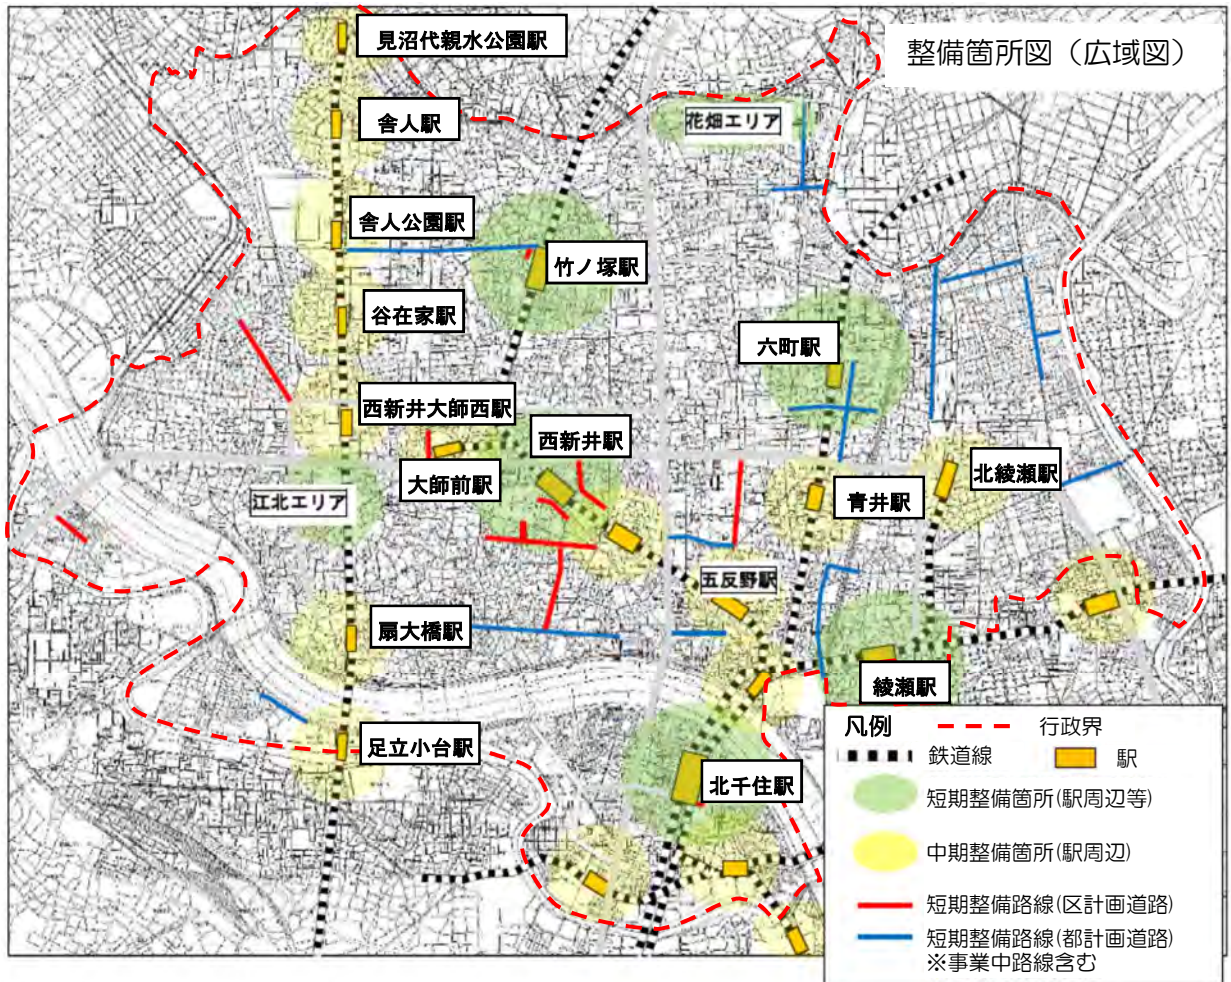 整備箇所図（広域図）
見沼代親水公園駅
舎人駅
花畑エリア
舎人公園駅
竹ノ塚駅
谷在家駅
六町駅
西新井大師西駅
西新井駅
大師前駅
北綾瀬駅
江北エリア
青井駅
五反野駅
扇大橋駅
綾瀬駅
足立小台駅
北千住駅
凡例
行政界
鉄道線
駅
短期整備箇所(駅周辺等)
中期整備箇所(駅周辺)
短期整備路線(区計画道路)
短期整備路線(都計画道路)
※事業中路線含む